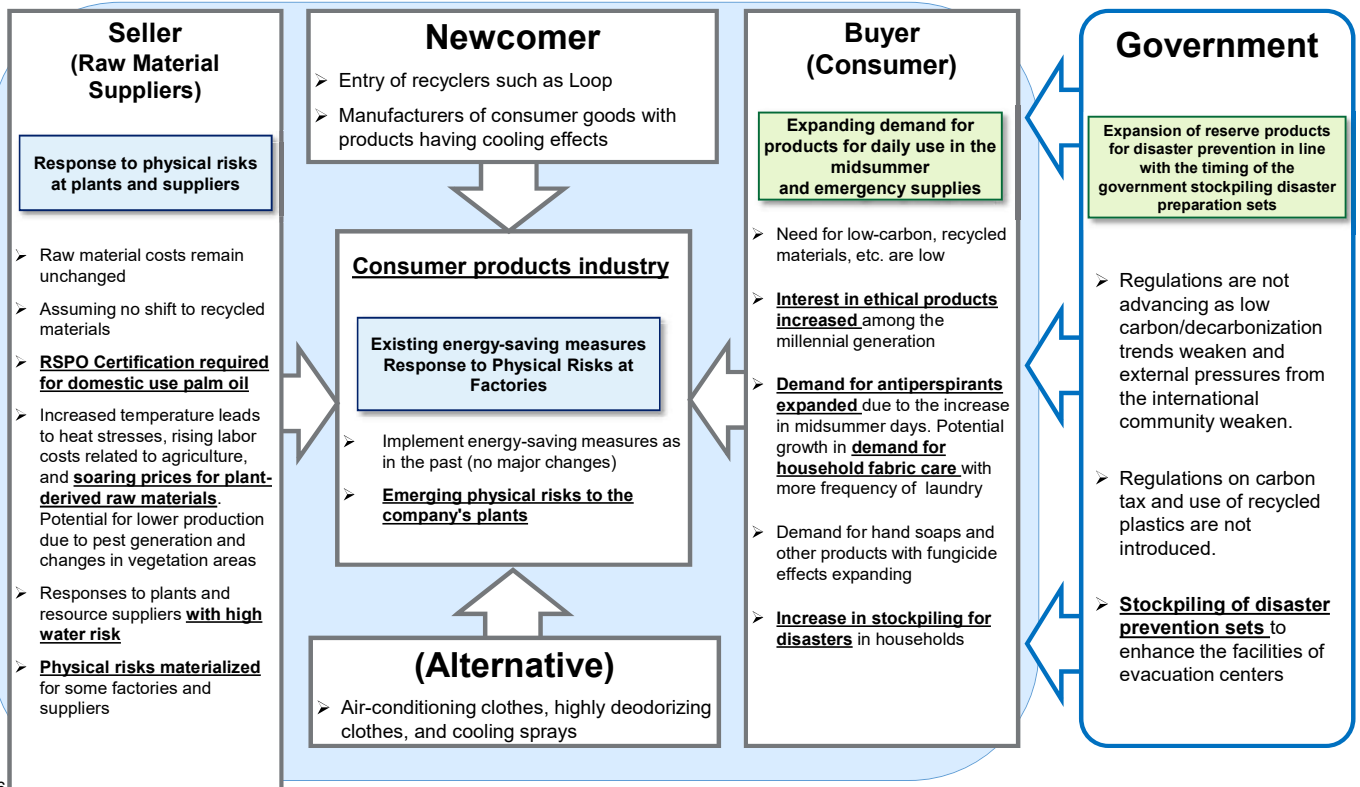 Seller
(Raw Material
Suppliers)
Response to physical risks
at plants and suppliers
➢ Raw material costs remain
unchanged
➢ Assuming no shift to recycled
materials
➢ RSPO Certification required
for domestic use palm oil
➢ Increased temperature leads
to heat stresses, rising labor
costs related to agriculture,
and soaring prices for plant-
derived raw materials.
Potential for lower production
due to pest generation and
changes in vegetation areas
➢ Responses to plants and
resource suppliers with high
water risk
➢ Physical risks materialized
for some factories and
suppliers
Newcomer
➢ Entry of recyclers such as Loop
➢ Manufacturers of consumer goods with
products having cooling effects
Consumer products industry
Existing energy-saving measures
Response to Physical Risks at
Factories
➢ Implement energy-saving measures as
in the past (no major changes)
➢ Emerging physical risks to the
company's plants
(Alternative)
➢ Air-conditioning clothes, highly deodorizing
clothes, and cooling sprays
Buyer
(Consumer)
Expanding demand for
products for daily use in the
midsummer
and emergency supplies
➢ Need for low-carbon, recycled
materials, etc. are low
➢ Interest in ethical products
increased among the
millennial generation
➢ Demand for antiperspirants
expanded due to the increase
in midsummer days. Potential
growth in demand for
household fabric care with
more frequency of laundry
➢ Demand for hand soaps and
other products with fungicide
effects expanding
➢ Increase in stockpiling for
disasters in households
Government
Expansion of reserve products
for disaster prevention in line
with the timing of the
government stockpiling disaster
preparation sets
➢ Regulations are not
advancing as low
carbon/decarbonization
trends weaken and
external pressures from
the international
community weaken.
➢ Regulations on carbon
tax and use of recycled
plastics are not
introduced.
➢ Stockpiling of disaster
prevention sets to
enhance the facilities of
evacuation centers